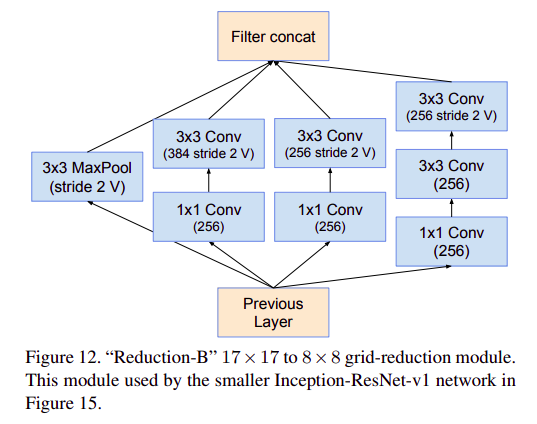 Filter concat
3x3 Conv
(256 stride 2 V)
3x3 Conv
(384 stride 2 V)
3x3 Conv
(256 stride 2 V)
3x3 MaxPool
(stride 2 V)
3x3 Conv
(256)
1x1 Conv
(256)
1x1 Conv
(256)
1x1 Conv
(256)
Previous
Layer
Figure 12. “Reduction-B” 17 × 17 to 8 × 8 grid-reduction module.
This module used by the smaller Inception-ResNet-v1 network in
Figure 15.